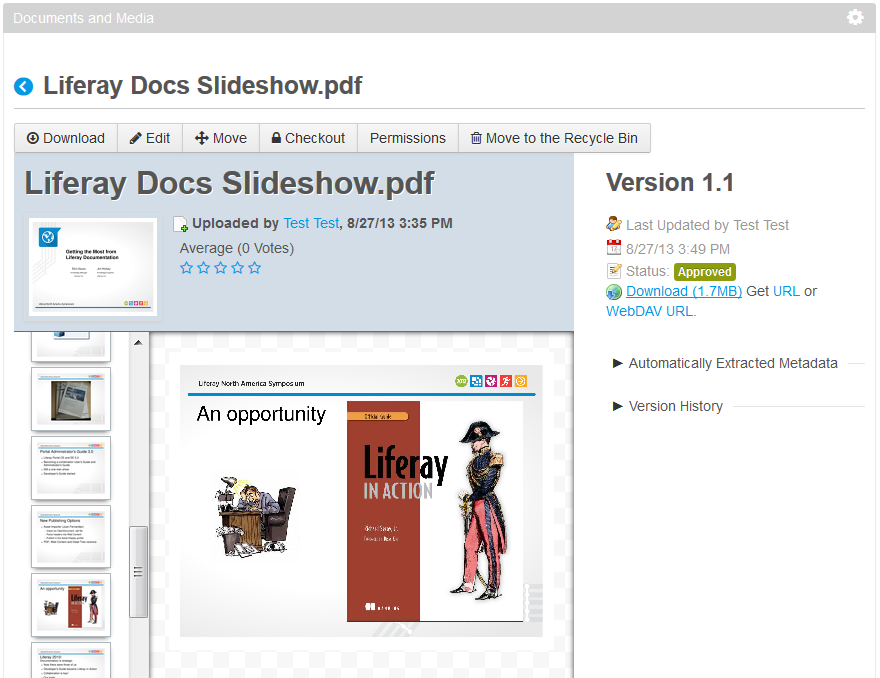 Documents and Media
Liferay Docs Slideshow.pdf
Download Edit Move Checkout Permissions Move to the Recycle Bin
Liferay Docs Slideshow.pdf
Uploaded by Test Test, 8/27/13 3:35 PM
Average (0 Votes)
Getting the Most from
Liferay Documentation
Version 1.1
Last Updated by Test Test
8/27/13 3:49 PM
Status: Approved
Download (1.7MB) Get URL or
WebDAV URL.
Automatically Extracted Metadata
Version History
Portal Administrator's Guide 3.0
New Publishing Options
An opportunity
Liferay
Liferay 2010
Liferay North America Symposium
An opportunity
Liferay
IN ACTION
MANNING